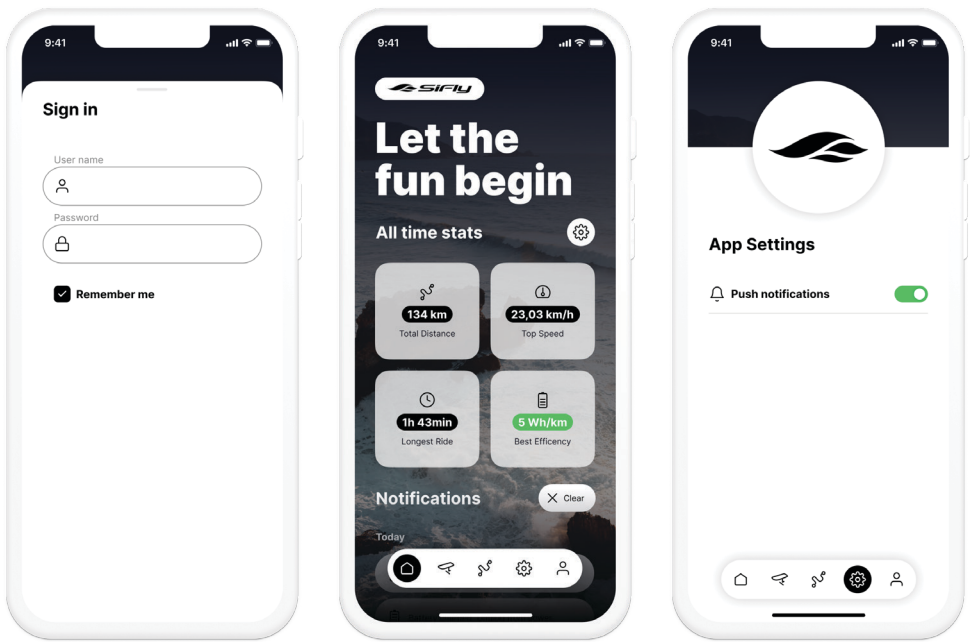 9:41
Sign in
User name
Password
Remember me
9:41
SiFly
Let the
fun begin
All time stats
134 km
Total Distance
23,03 km/h
Top Speed
1h 43min
Longest Ride
5 Wh/km
Best Efficency
Notifications
Clear
Today
9:41
App Settings
Push notifications